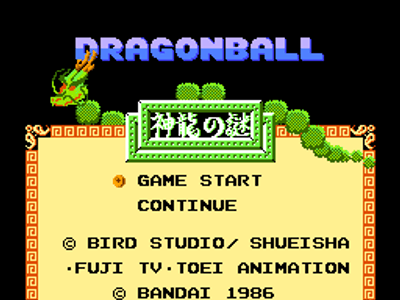 DRAGONBALL
神龍の謎
GAME START
CONTINUE
© BIRD STUDIO/ SHUEISHA
·FUJI TV·TOEI ANIMATION
© BANDAI 1986